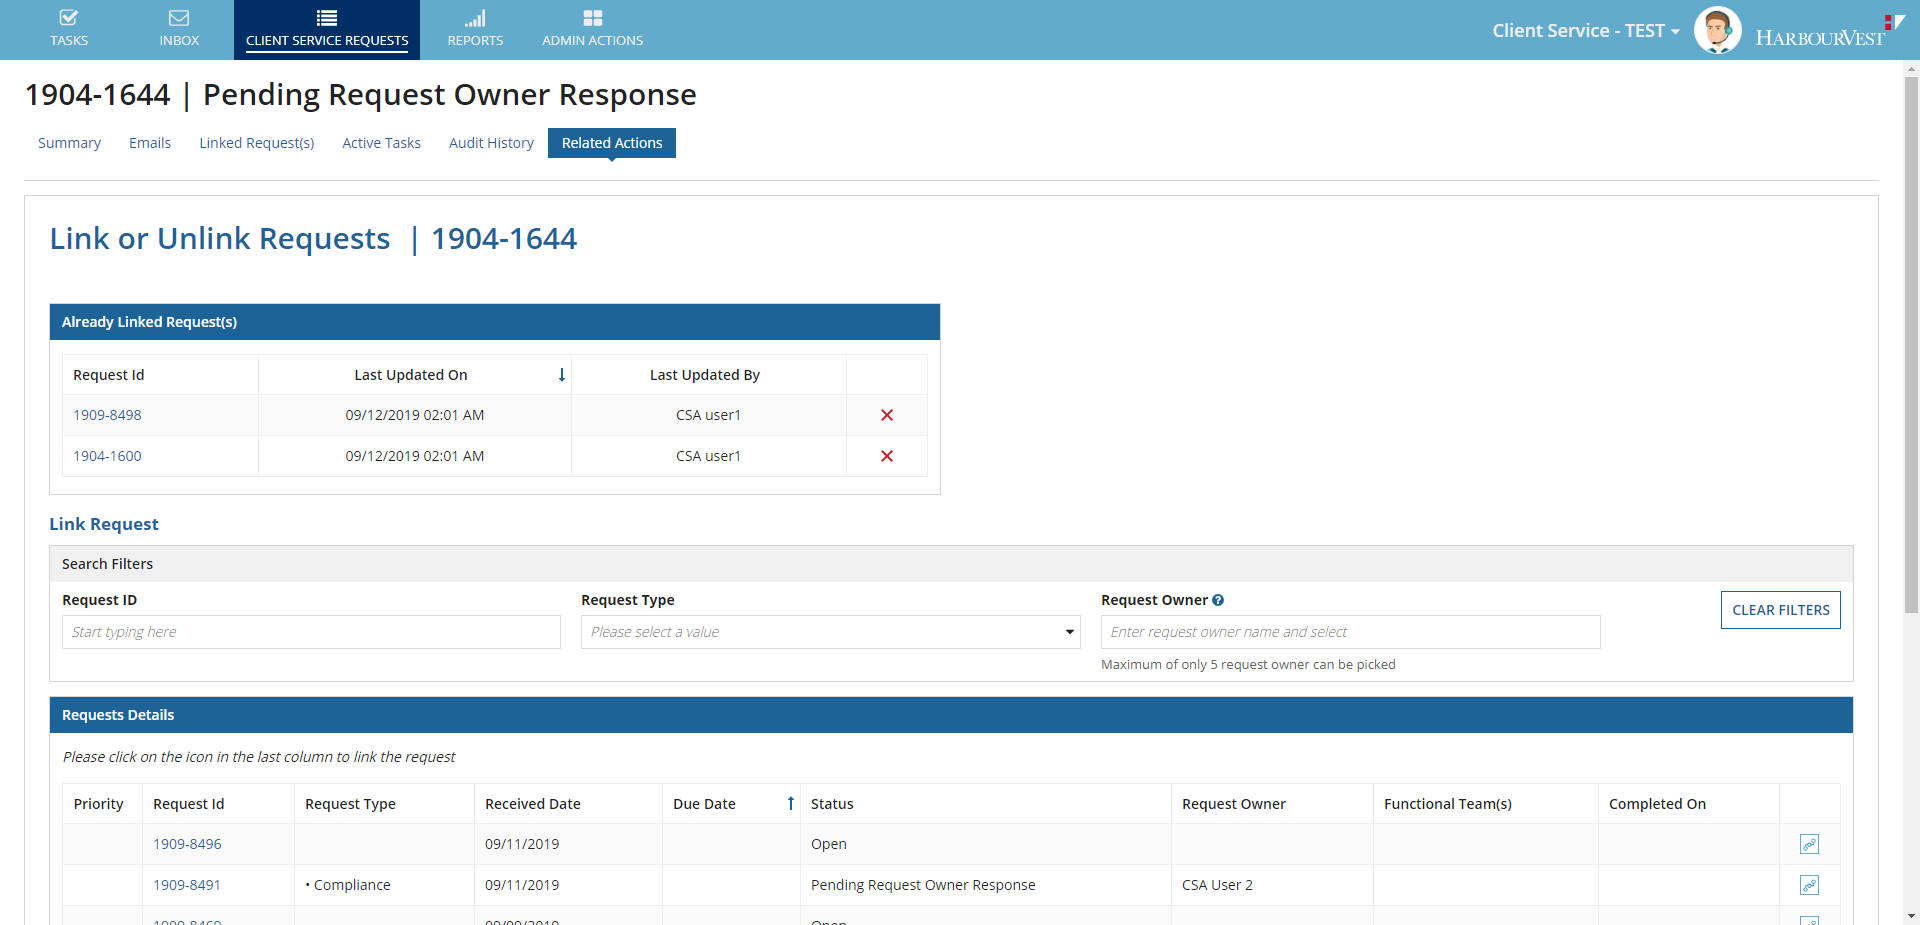 TASKS
INBOX
CLIENT SERVICE REQUESTS
REPORTS
ADMIN ACTIONS
Client Service - TEST
HARBOURVEST
1904-1644 | Pending Request Owner Response
Summary
Emails
Linked Request(s)
Active Tasks
Audit History
Related Actions
Link or Unlink Requests | 1904-1644
Already Linked Request(s)
Request Id Last Updated On Last Updated By
1909-8498 09/12/2019 02:01 AM CSA user1
1904-1600 09/12/2019 02:01 AM CSA user1
Link Request
Search Filters
Request ID
Start typing here
Request Type
Please select a value
Request Owner
Enter request owner name and select
Maximum of only 5 request owner can be picked
CLEAR FILTERS
Requests Details
Please click on the icon in the last column to link the request
Priority Request Id Request Type Received Date Due Date Status Request Owner Functional Team(s) Completed On
1909-8496 09/11/2019 Open
1909-8491 • Compliance 09/11/2019 Pending Request Owner Response CSA User 2
Open